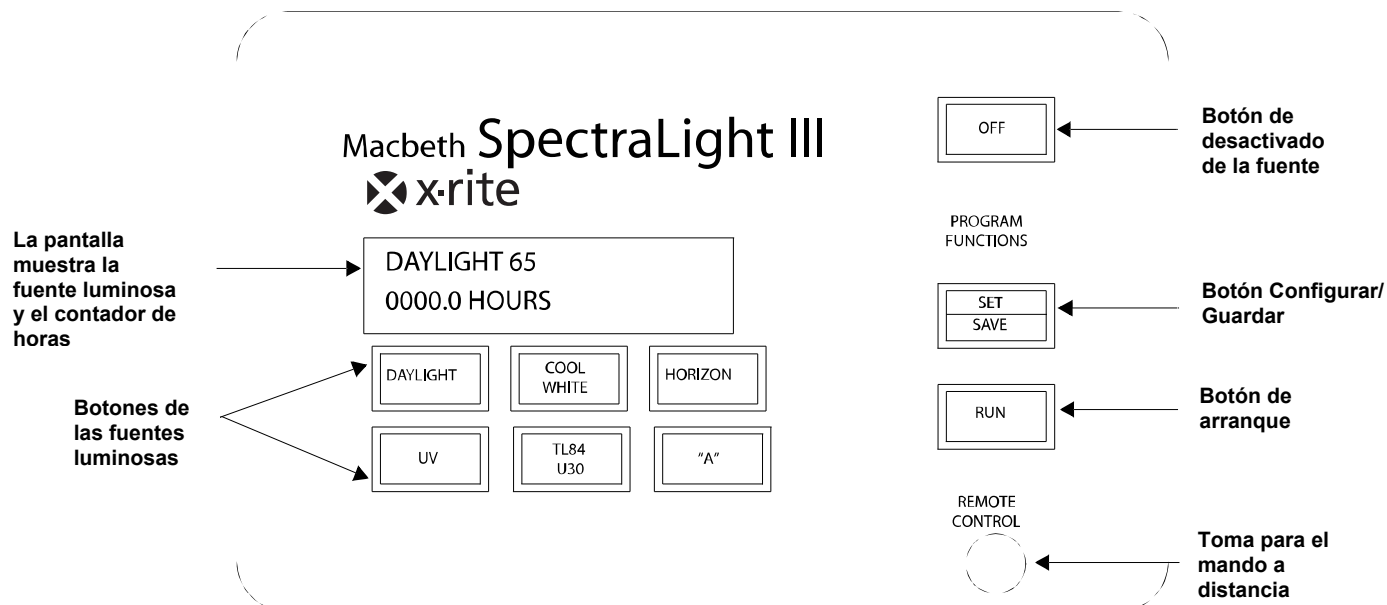 Macbeth SpectraLight III
x·rite
La pantalla
muestra la
fuente luminosa
y el contador de
horas
DAYLIGHT 65
0000.0 HOURS
Botones de
las fuentes
luminosas
DAYLIGHT
COOL
WHITE
HORIZON
UV
TL84
U30
"A"
OFF
Botón de
desactivado
de la fuente
PROGRAM
FUNCTIONS
SET
SAVE
Botón Configurar/
Guardar
RUN
Botón de
arranque
REMOTE
CONTROL
Toma para el
mando a
distancia